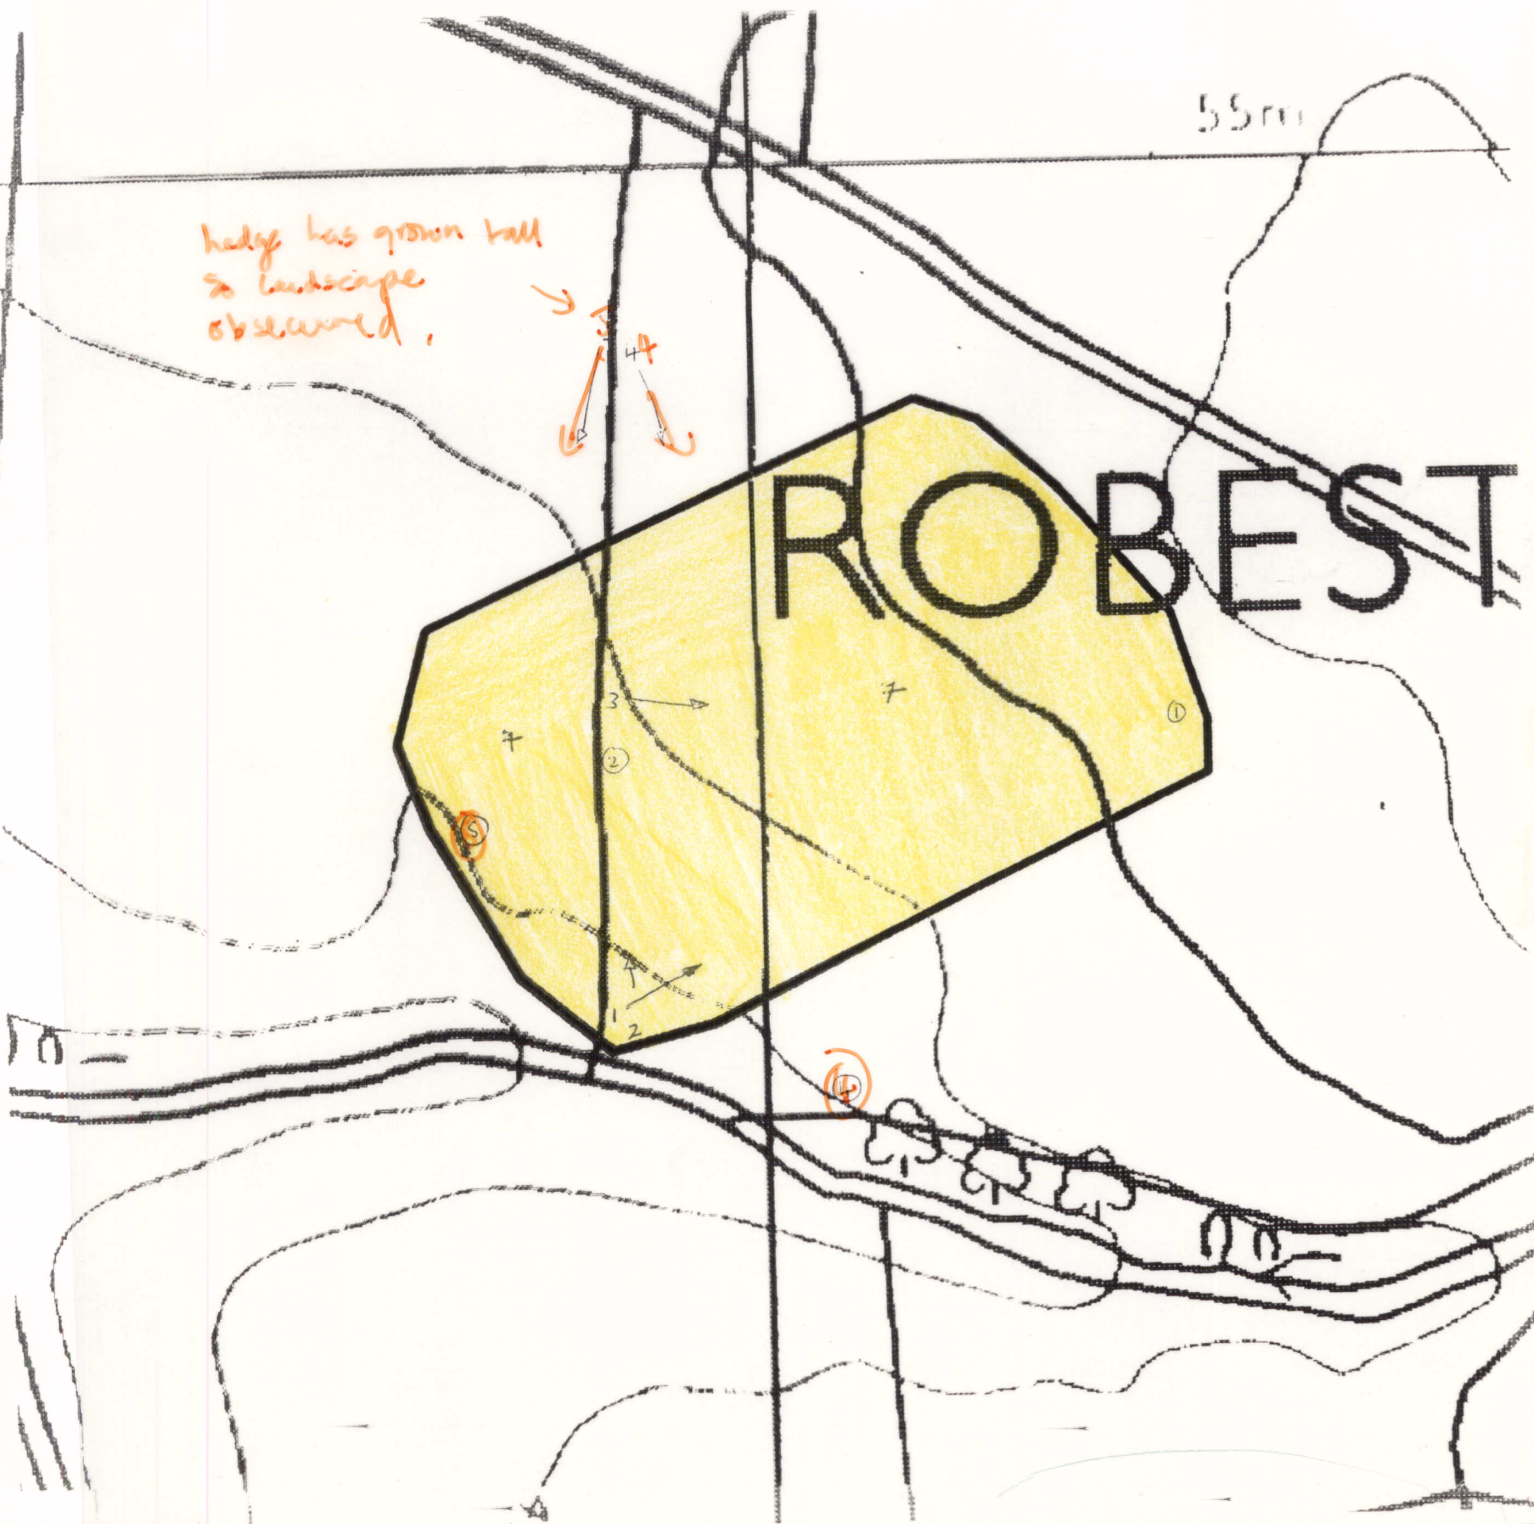 55m
hedge has grown tall
so landscape
obscured.
4 4
ROBEST
3
7
7
①
②
⑤
1
2
④